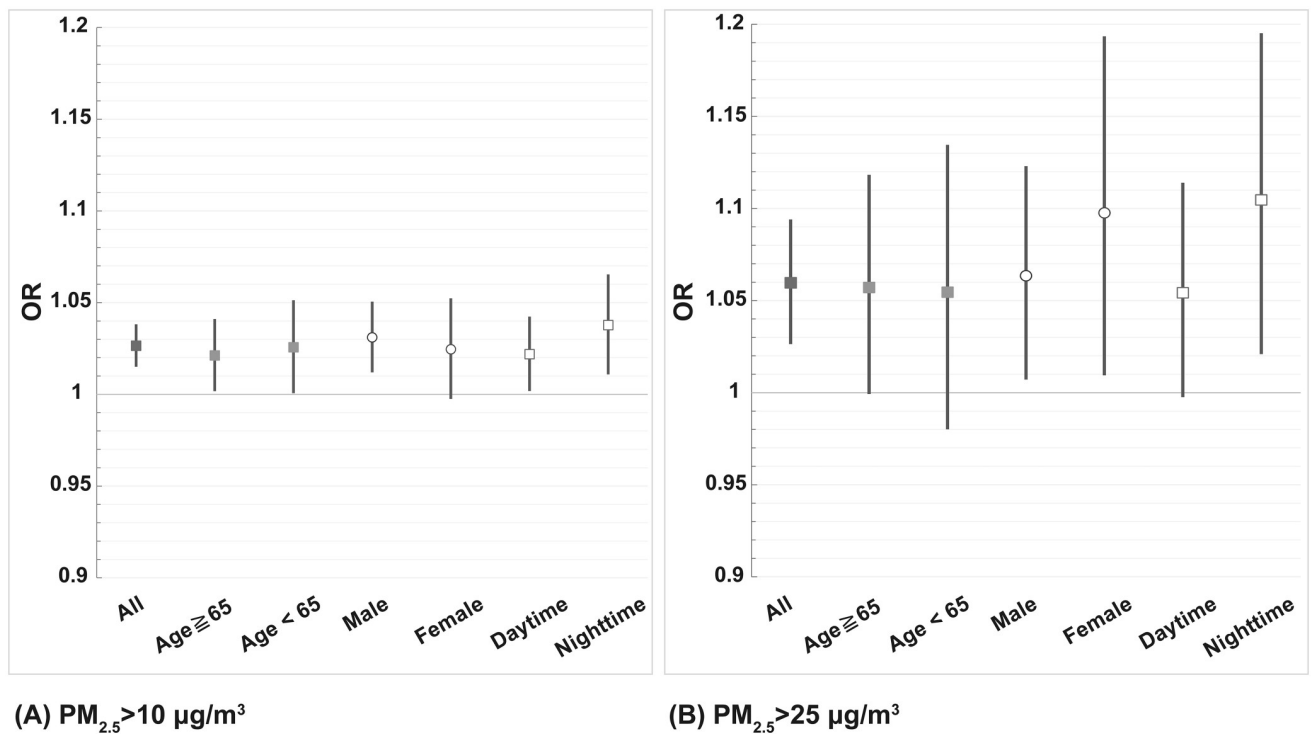 1.2
1.15
1.1
1.05
1
0.95
0.9
OR
All
Age≧65
Age < 65
Male
Female
Daytime
Nighttime
(A) PM2.5>10 µg/m³
1.2
1.15
1.1
1.05
1
0.95
0.9
OR
All
Age≧65
Age < 65
Male
Female
Daytime
Nighttime
(B) PM2.5>25 µg/m³